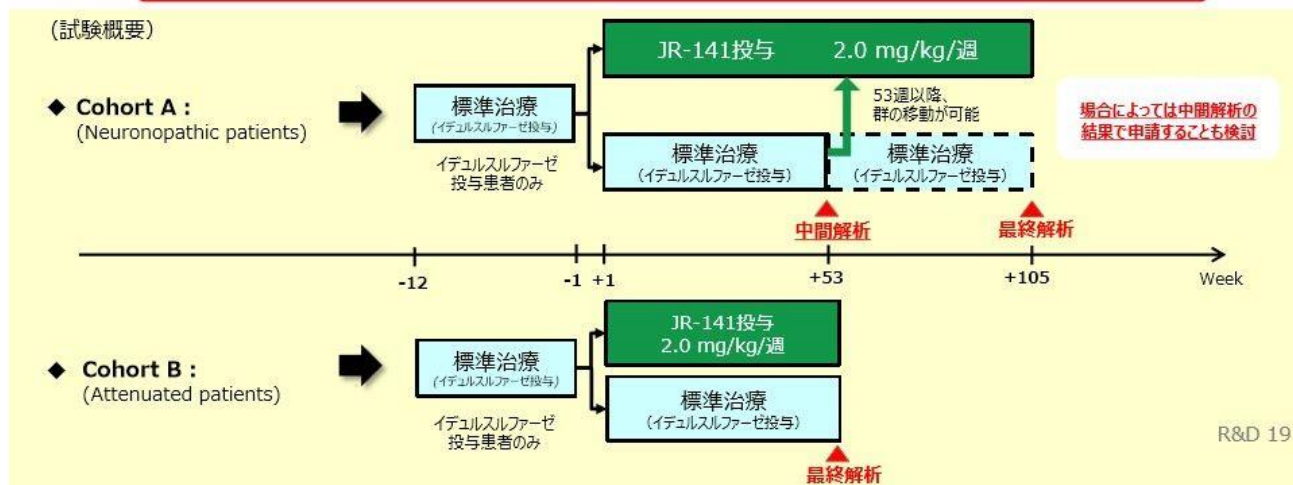 (試験概要)
JR-141投与 2.0 mg/kg/週
◆ Cohort A :
(Neuronopathic patients)
標準治療
(イデュルスルファーゼ投与)
イデュルスルファーゼ
投与患者のみ
53週以降、
群の移動が可能
標準治療
(イデュルスルファーゼ投与)
標準治療
(イデュルスルファーゼ投与)
場合によっては中間解析の
結果で申請することも検討
中間解析
最終解析
-12
-1
+1
+53
+105
Week
◆ Cohort B :
(Attenuated patients)
標準治療
(イデュルスルファーゼ投与)
イデュルスルファーゼ
投与患者のみ
JR-141投与
2.0 mg/kg/週
標準治療
(イデュルスルファーゼ投与)
最終解析
R&D 19